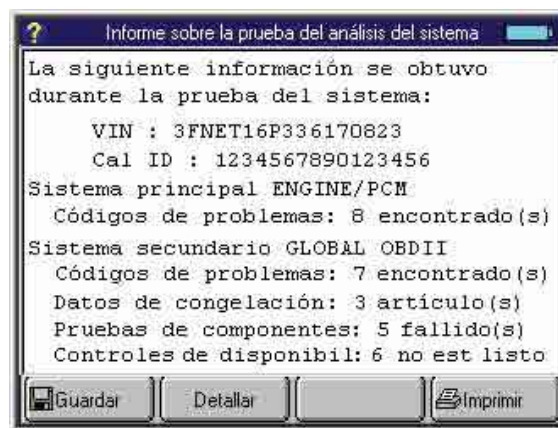 ? Informe sobre la prueba del análisis del sistema
La siguiente información se obtuvo
durante la prueba del sistema:
VIN : 3FNET16P336170823
Cal ID : 1234567890123456
Sistema principal ENGINE/PCM
Códigos de problemas: 8 encontrado(s)
Sistema secundario GLOBAL OBDII
Códigos de problemas: 7 encontrado(s)
Datos de congelación: 3 artículo(s)
Pruebas de componentes: 5 fallido(s)
Controles de disponibil: 6 no est listo
Guardar Detallar Imprimir